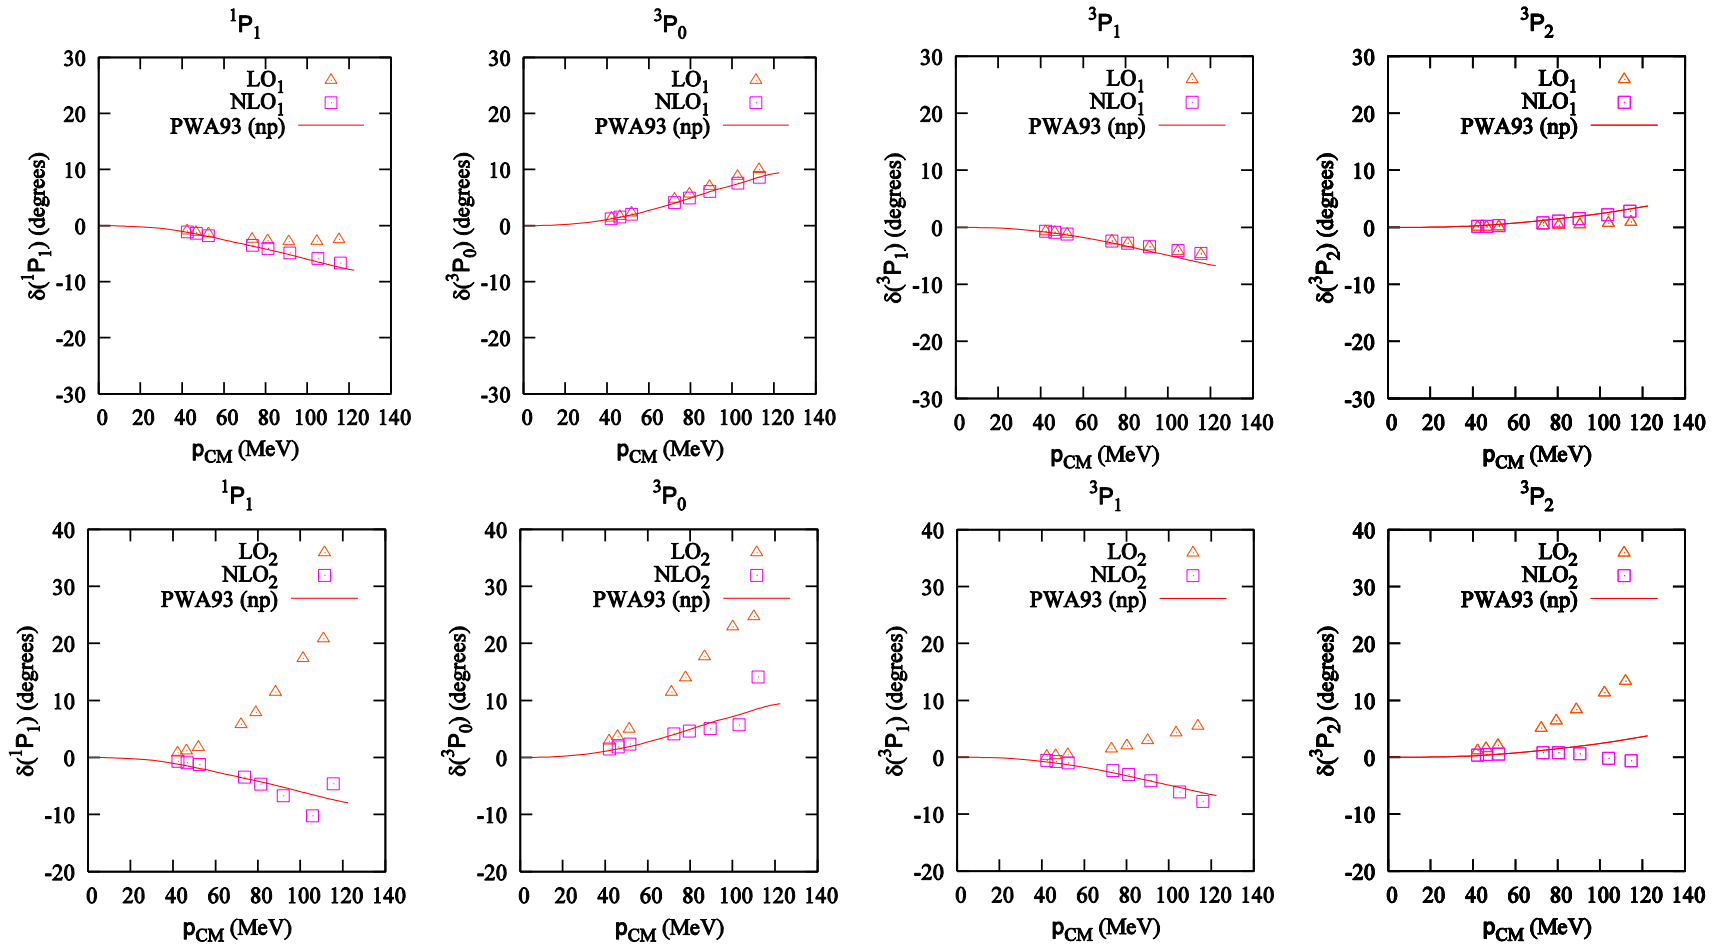 ¹P₁
30
20
10
0
-10
-20
-30
δ(¹P₁) (degrees)
LO₁
NLO₁
PWA93 (np)
0 20 40 60 80 100 120 140
p_CM (MeV)
³P₀
30
20
10
0
-10
-20
-30
δ(³P₀) (degrees)
LO₁
NLO₁
PWA93 (np)
0 20 40 60 80 100 120 140
p_CM (MeV)
³P₁
30
20
10
0
-10
-20
-30
δ(³P₁) (degrees)
LO₁
NLO₁
PWA93 (np)
0 20 40 60 80 100 120 140
p_CM (MeV)
³P₂
30
20
10
0
-10
-20
-30
δ(³P₂) (degrees)
LO₁
NLO₁
PWA93 (np)
0 20 40 60 80 100 120 140
p_CM (MeV)
¹P₁
40
30
20
10
0
-10
-20
δ(¹P₁) (degrees)
LO₂
NLO₂
PWA93 (np)
0 20 40 60 80 100 120 140
p_CM (MeV)
³P₀
40
30
20
10
0
-10
-20
δ(³P₀) (degrees)
LO₂
NLO₂
PWA93 (np)
0 20 40 60 80 100 120 140
p_CM (MeV)
³P₁
40
30
20
10
0
-10
-20
δ(³P₁) (degrees)
LO₂
NLO₂
PWA93 (np)
0 20 40 60 80 100 120 140
p_CM (MeV)
³P₂
40
30
20
10
0
-10
-20
δ(³P₂) (degrees)
LO₂
NLO₂
PWA93 (np)
0 20 40 60 80 100 120 140
p_CM (MeV)